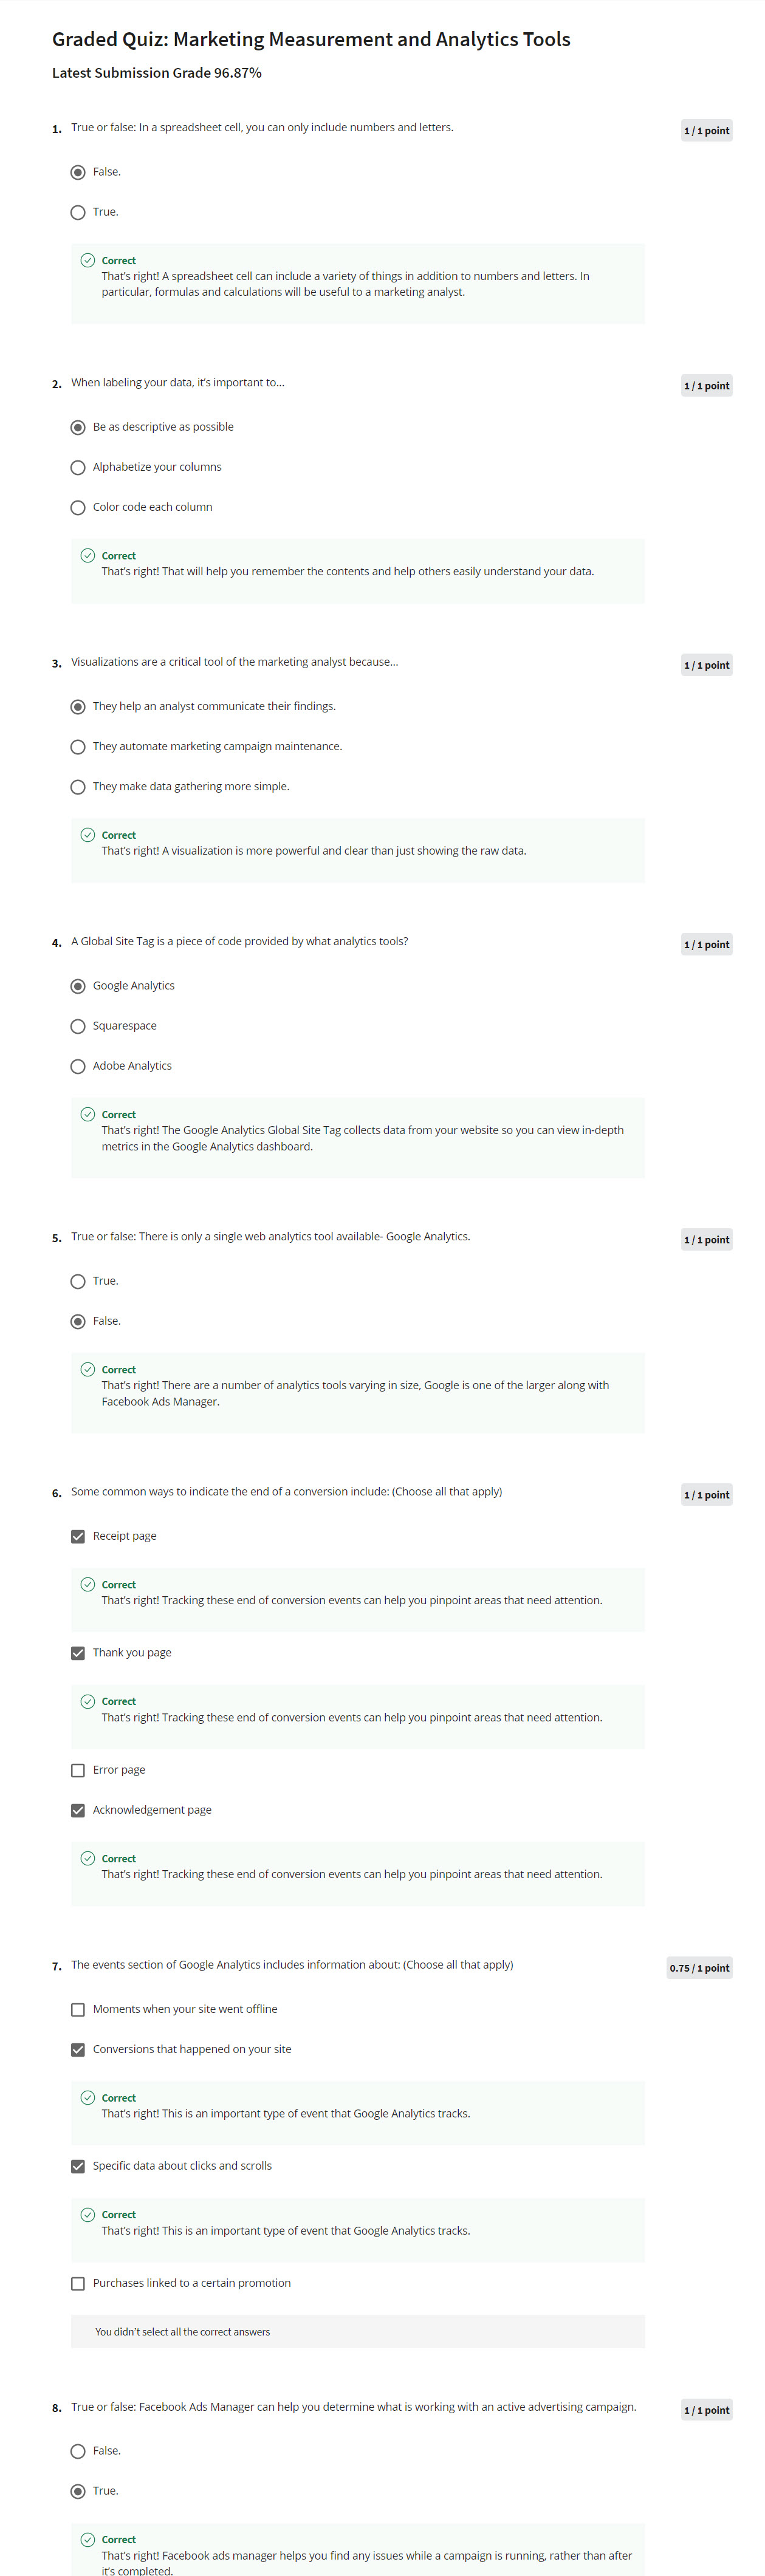 Graded Quiz: Marketing Measurement and Analytics Tools
Latest Submission Grade 96.87%
1. True or false: In a spreadsheet cell, you can only include numbers and letters.
1 / 1 point
False.
True.
Correct
That's right! A spreadsheet cell can include a variety of things in addition to numbers and letters. In
particular, formulas and calculations will be useful to a marketing analyst.
2. When labeling your data, it's important to...
1 / 1 point
Be as descriptive as possible
Alphabetize your columns
Color code each column
Correct
That's right! That will help you remember the contents and help others easily understand your data.
3. Visualizations are a critical tool of the marketing analyst because...
1 / 1 point
They help an analyst communicate their findings.
They automate marketing campaign maintenance.
They make data gathering more simple.
Correct
That's right! A visualization is more powerful and clear than just showing the raw data.
4. A Global Site Tag is a piece of code provided by what analytics tools?
1 / 1 point
Google Analytics
Squarespace
Adobe Analytics
Correct
That's right! The Google Analytics Global Site Tag collects data from your website so you can view in-depth
metrics in the Google Analytics dashboard.
5. True or false: There is only a single web analytics tool available- Google Analytics.
1 / 1 point
True.
False.
Correct
That's right! There are a number of analytics tools varying in size, Google is one of the larger along with
Facebook Ads Manager.
6. Some common ways to indicate the end of a conversion include: (Choose all that apply)
1 / 1 point
Receipt page
Correct
That's right! Tracking these end of conversion events can help you pinpoint areas that need attention.
Thank you page
Correct
That's right! Tracking these end of conversion events can help you pinpoint areas that need attention.
Error page
Acknowledgement page
Correct
That's right! Tracking these end of conversion events can help you pinpoint areas that need attention.
7. The events section of Google Analytics includes information about: (Choose all that apply)
0.75 / 1 point
Moments when your site went offline
Conversions that happened on your site
Correct
That's right! This is an important type of event that Google Analytics tracks.
Specific data about clicks and scrolls
Correct
That's right! This is an important type of event that Google Analytics tracks.
Purchases linked to a certain promotion
You didn't select all the correct answers
8. True or false: Facebook Ads Manager can help you determine what is working with an active advertising campaign.
1 / 1 point
False.
True.
Correct
That's right! Facebook ads manager helps you find any issues while a campaign is running, rather than after
it's completed.